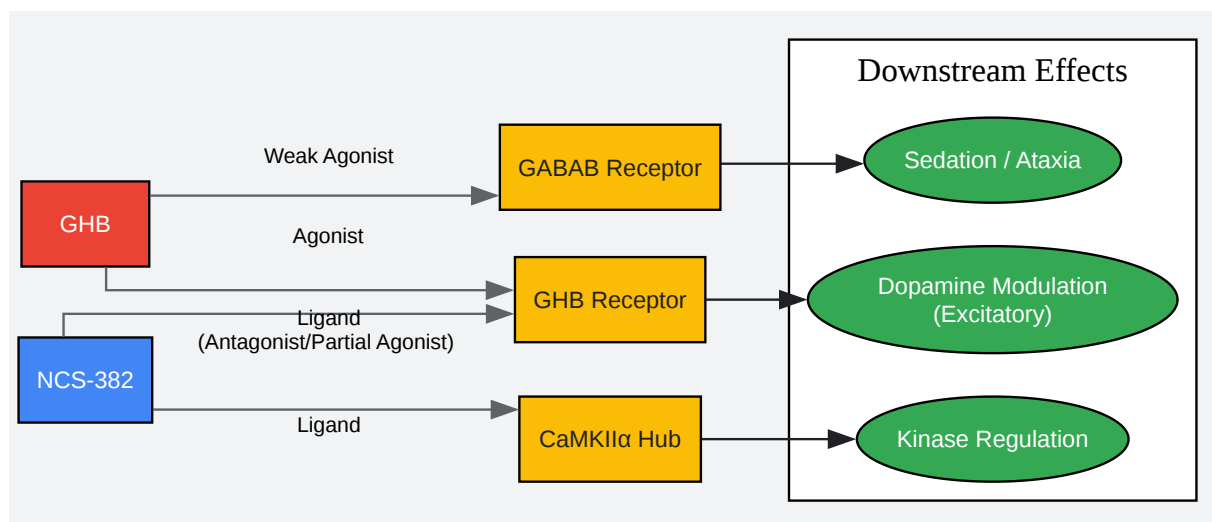 Downstream Effects
Weak Agonist
GABAB Receptor
Sedation / Ataxia
GHB
Agonist
GHB Receptor
Dopamine Modulation
(Excitatory)
Ligand
(Antagonist/Partial Agonist)
NCS-382
Ligand
CaMKIIα Hub
Kinase Regulation